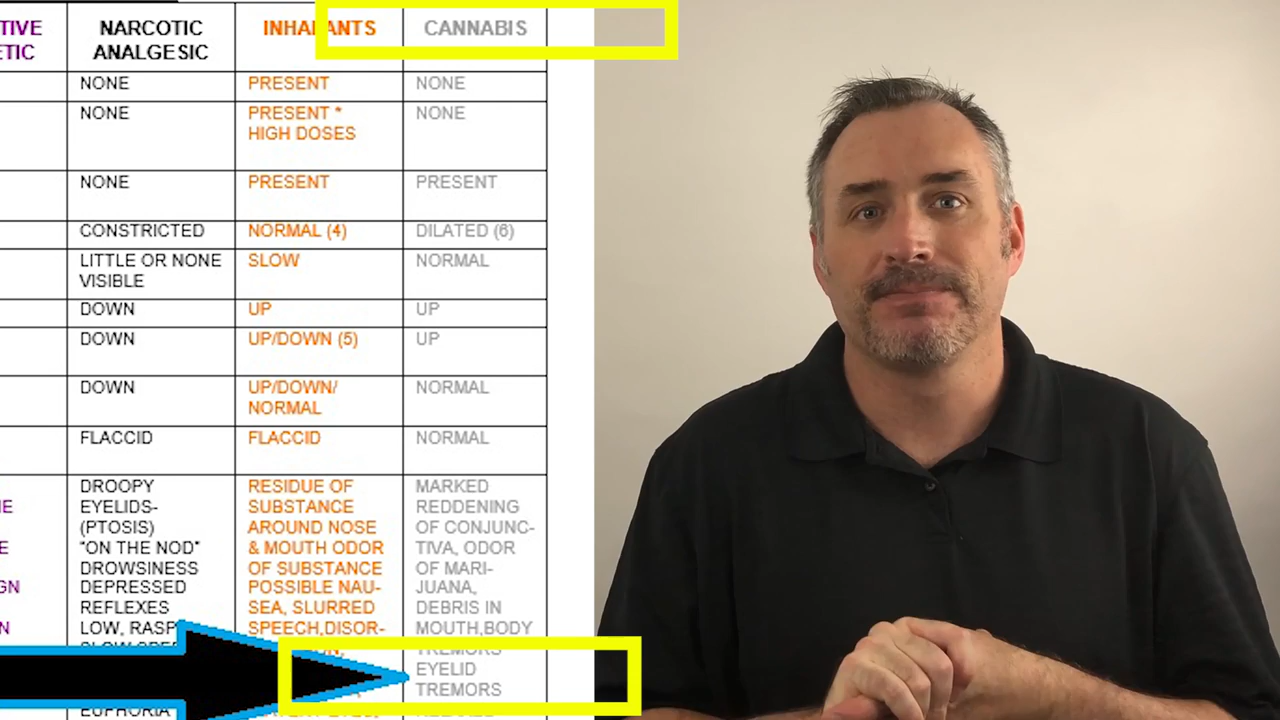 TIVE
ETIC
NARCOTIC
ANALGESIC
INHALANTS
CANNABIS
NONE
PRESENT
NONE
NONE
PRESENT *
HIGH DOSES
NONE
NONE
PRESENT
PRESENT
CONSTRICTED
NORMAL (4)
DILATED (6)
LITTLE OR NONE
VISIBLE
SLOW
NORMAL
DOWN
UP
UP
DOWN
UP/DOWN (5)
UP
DOWN
UP/DOWN/
NORMAL
NORMAL
FLACCID
FLACCID
NORMAL
DROOPY
EYELIDS-
(PTOSIS)
"ON THE NOD"
DROWSINESS
DEPRESSED
REFLEXES
LOW, RASP
RESIDUE OF
SUBSTANCE
AROUND NOSE
& MOUTH ODOR
OF SUBSTANCE
POSSIBLE NAU-
SEA, SLURRED
SPEECH,DISOR-
MARKED
REDDENING
OF CONJUNC-
TIVA, ODOR
OF MARI-
JUANA,
DEBRIS IN
MOUTH,BODY
TREMORS
EYELID
TREMORS
EUPHORIA